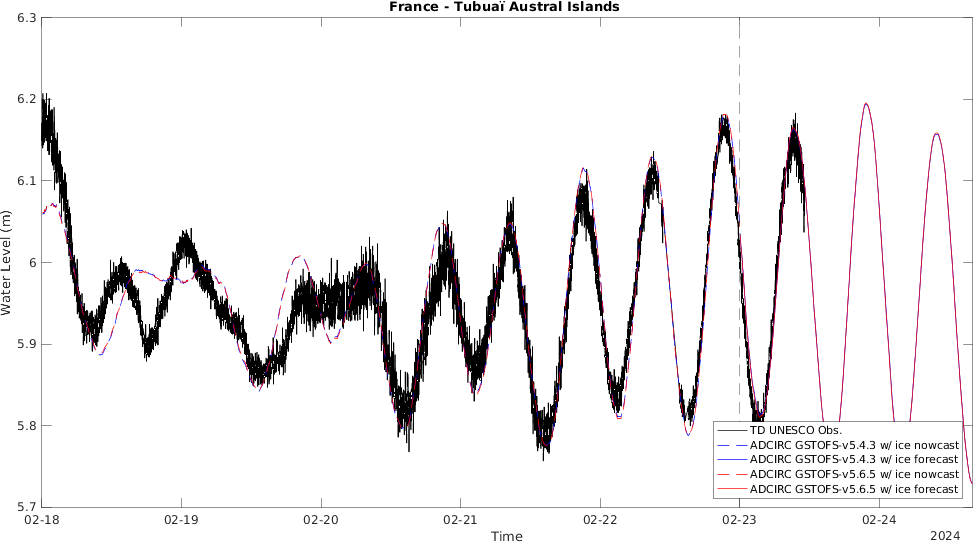 France - Tubuaï Austral Islands
6.3
6.2
6.1
6
5.9
5.8
5.7
Water Level (m)
TD UNESCO Obs.
ADCIRC GSTOFS-v5.4.3 w/ ice nowcast
ADCIRC GSTOFS-v5.4.3 w/ ice forecast
ADCIRC GSTOFS-v5.6.5 w/ ice nowcast
ADCIRC GSTOFS-v5.6.5 w/ ice forecast
02-18 02-19 02-20 02-21 02-22 02-23 02-24
Time
2024